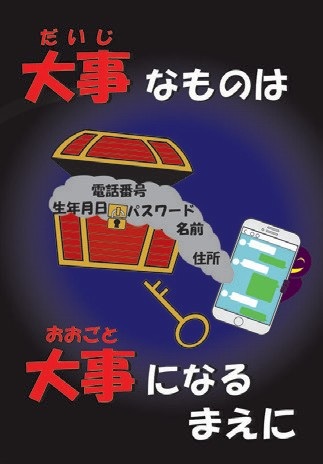 だいじ
大事なものは
電話番号
生年月日
パスワード
名前
住所
おおごと
大事になる
まえに